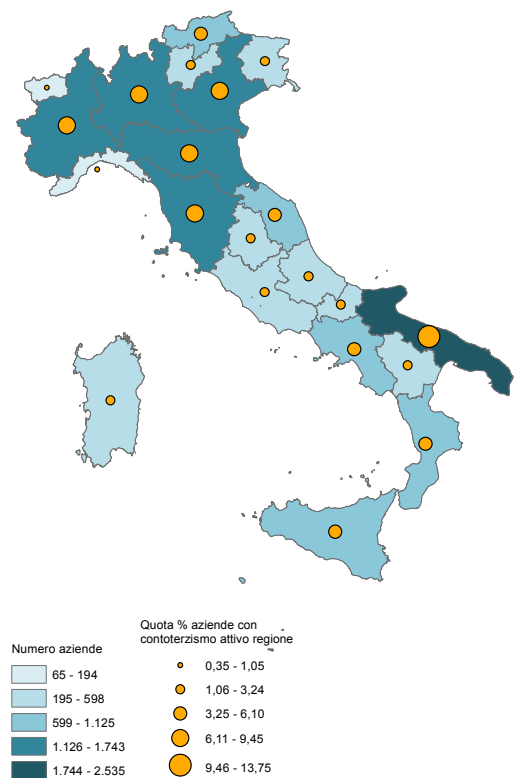 Numero aziende
65 - 194
195 - 598
599 - 1.125
1.126 - 1.743
1.744 - 2.535
Quota % aziende con
contoterzismo attivo regione
0,35 - 1,05
1,06 - 3,24
3,25 - 6,10
6,11 - 9,45
9,46 - 13,75